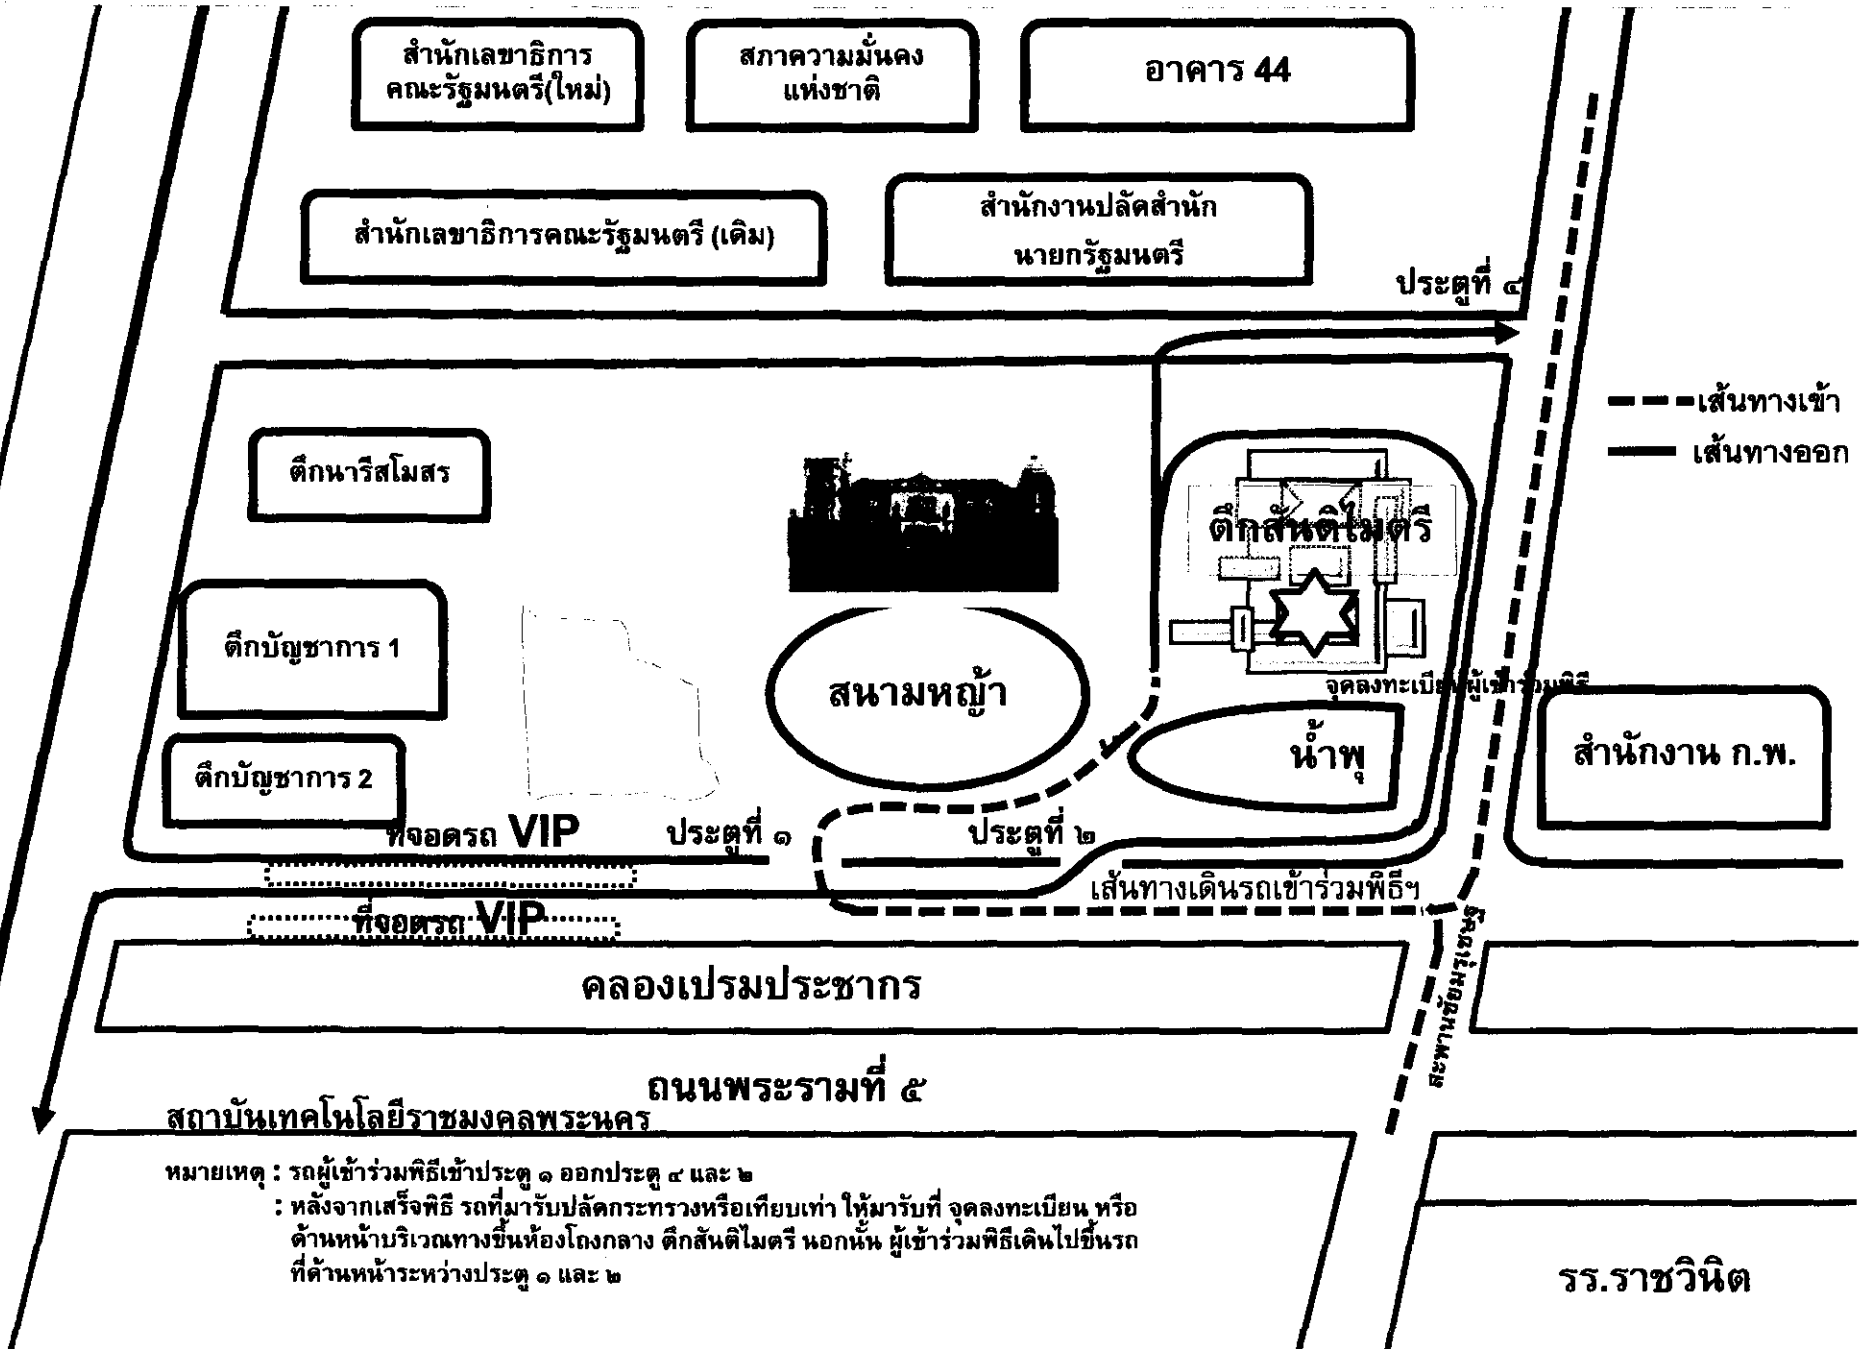 สำนักเลขาธิการ
คณะรัฐมนตรี(ใหม่)
สภาความมั่นคง
แห่งชาติ
อาคาร 44
สำนักเลขาธิการคณะรัฐมนตรี (เดิม)
สำนักงานปลัดสำนัก
นายกรัฐมนตรี
ประตูที่ ๔
เส้นทางเข้า
เส้นทางออก
ตึกนารีสโมสร
ตึกสันติไมตรี
ตึกบัญชาการ 1
สนามหญ้า
จุดลงทะเบียนผู้เข้าร่วมพิธี
น้ำพุ
สำนักงาน ก.พ.
ตึกบัญชาการ 2
ที่จอดรถ VIP
ประตูที่ ๑
ประตูที่ ๒
เส้นทางเดินรถเข้าร่วมพิธีฯ
ที่จอดรถ VIP
สะพานชัยมรุเชษฐ
คลองเปรมประชากร
ถนนพระรามที่ ๕
สถาบันเทคโนโลยีราชมงคลพระนคร
หมายเหตุ : รถผู้เข้าร่วมพิธีเข้าประตู ๑ ออกประตู ๔ และ ๒
: หลังจากเสร็จพิธี รถที่มารับปลัดกระทรวงหรือเทียบเท่า ให้มารับที่ จุดลงทะเบียน หรือ
ด้านหน้าบริเวณทางขึ้นห้องโถงกลาง ตึกสันติไมตรี นอกนั้น ผู้เข้าร่วมพิธีเดินไปขึ้นรถ
ที่ด้านหน้าระหว่างประตู ๑ และ ๒
รร.ราชวินิต